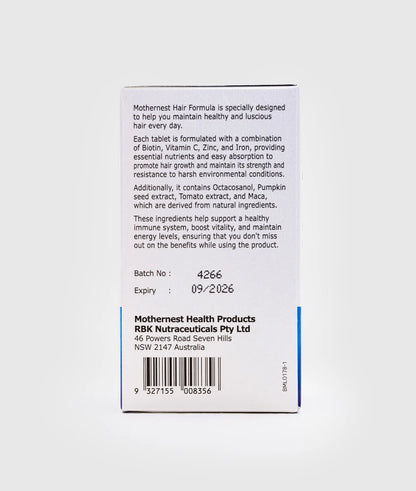 Mothernest Hair Formula is specially designed
to help you maintain healthy and luscious
hair every day.
Each tablet is formulated with a combination
of Biotin, Vitamin C, Zinc, and Iron, providing
essential nutrients and easy absorption to
promote hair growth and maintain its strength and
resistance to harsh environmental conditions.
Additionally, it contains Octacosanol, Pumpkin
seed extract, Tomato extract, and Maca,
which are derived from natural ingredients.
These ingredients help support a healthy
immune system, boost vitality, and maintain
energy levels, ensuring that you don't miss
out on the benefits while using the product.
Batch No : 4266
Expiry : 09/2026
Mothernest Health Products
RBK Nutraceuticals Pty Ltd
46 Powers Road Seven Hills
NSW 2147 Australia
9 327155 008356
BML0178-1